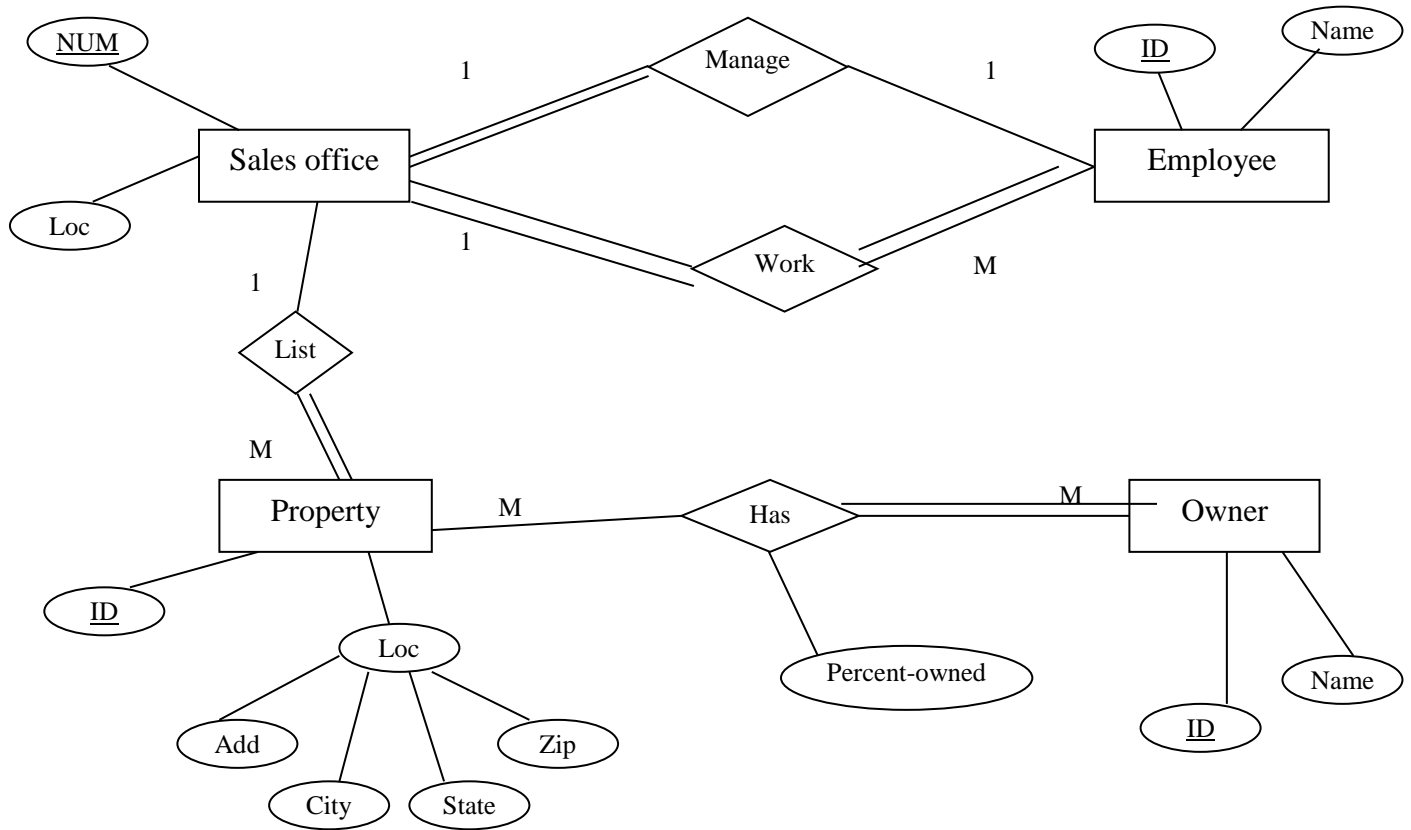 NUM
Manage
ID
Name
1
1
Sales office
Employee
Loc
1
Work
M
1
List
M
Property
M
Has
M
Owner
ID
Loc
Percent-owned
Name
ID
Add
Zip
City
State